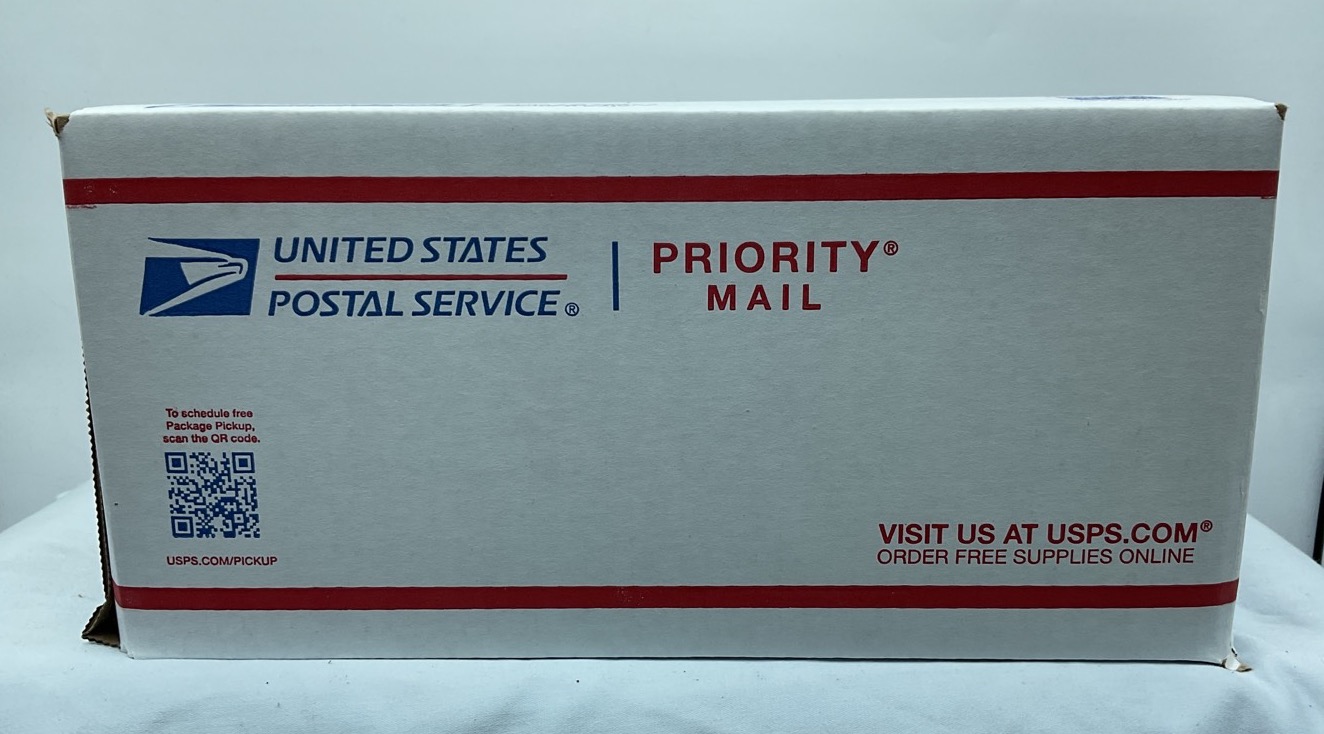 UNITED STATES
POSTAL SERVICE®
PRIORITY®
MAIL
To schedule free
Package Pickup,
scan the QR code.
USPS.COM/PICKUP
VISIT US AT USPS.COM®
ORDER FREE SUPPLIES ONLINE